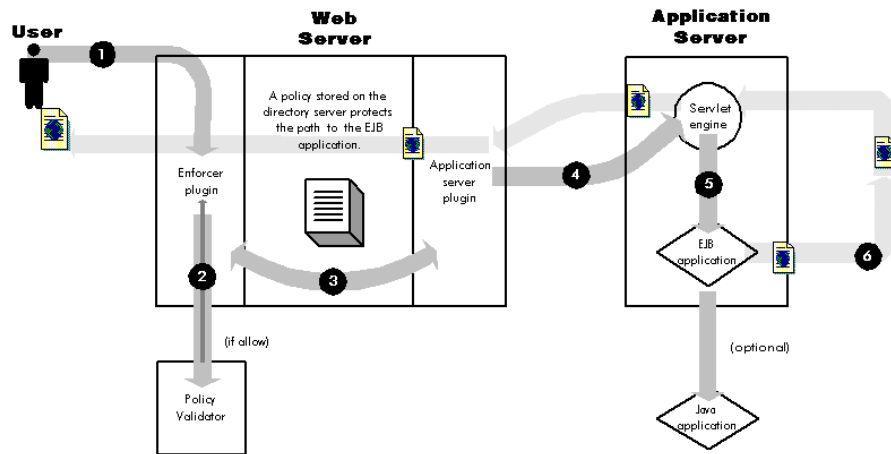 User
Web
Server
Application
Server
1
A policy stored on the
directory server protects
the path to the EJB
application.
Enforcer
plugin
Application
server
plugin
Servlet
engine
4
5
2
3
EJB
application
6
(if allow)
(optional)
Policy
Validator
Java
application